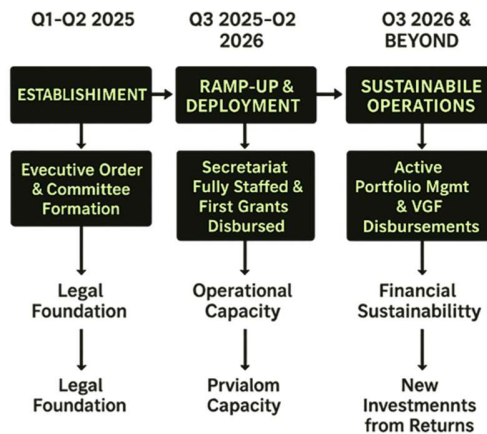 Q1-O2 2025
Q3 2025–O2
2026
O3 2026 &
BEYOND
ESTABLISHIMENT
RAMP-UP &
DEPLOYMENT
SUSTAINABILE
OPERATIONS
Executive Order
& Committee
Formation
Secretariat
Fully Staffed &
First Grants
Disbursed
Active
Portfolio Mgmt
& VGF
Disbursements
Legal
Foundation
Operational
Capacity
Financial
Sustainabilitty
Legal
Foundation
Prvialom
Capacity
New
Investmennts
from Returns